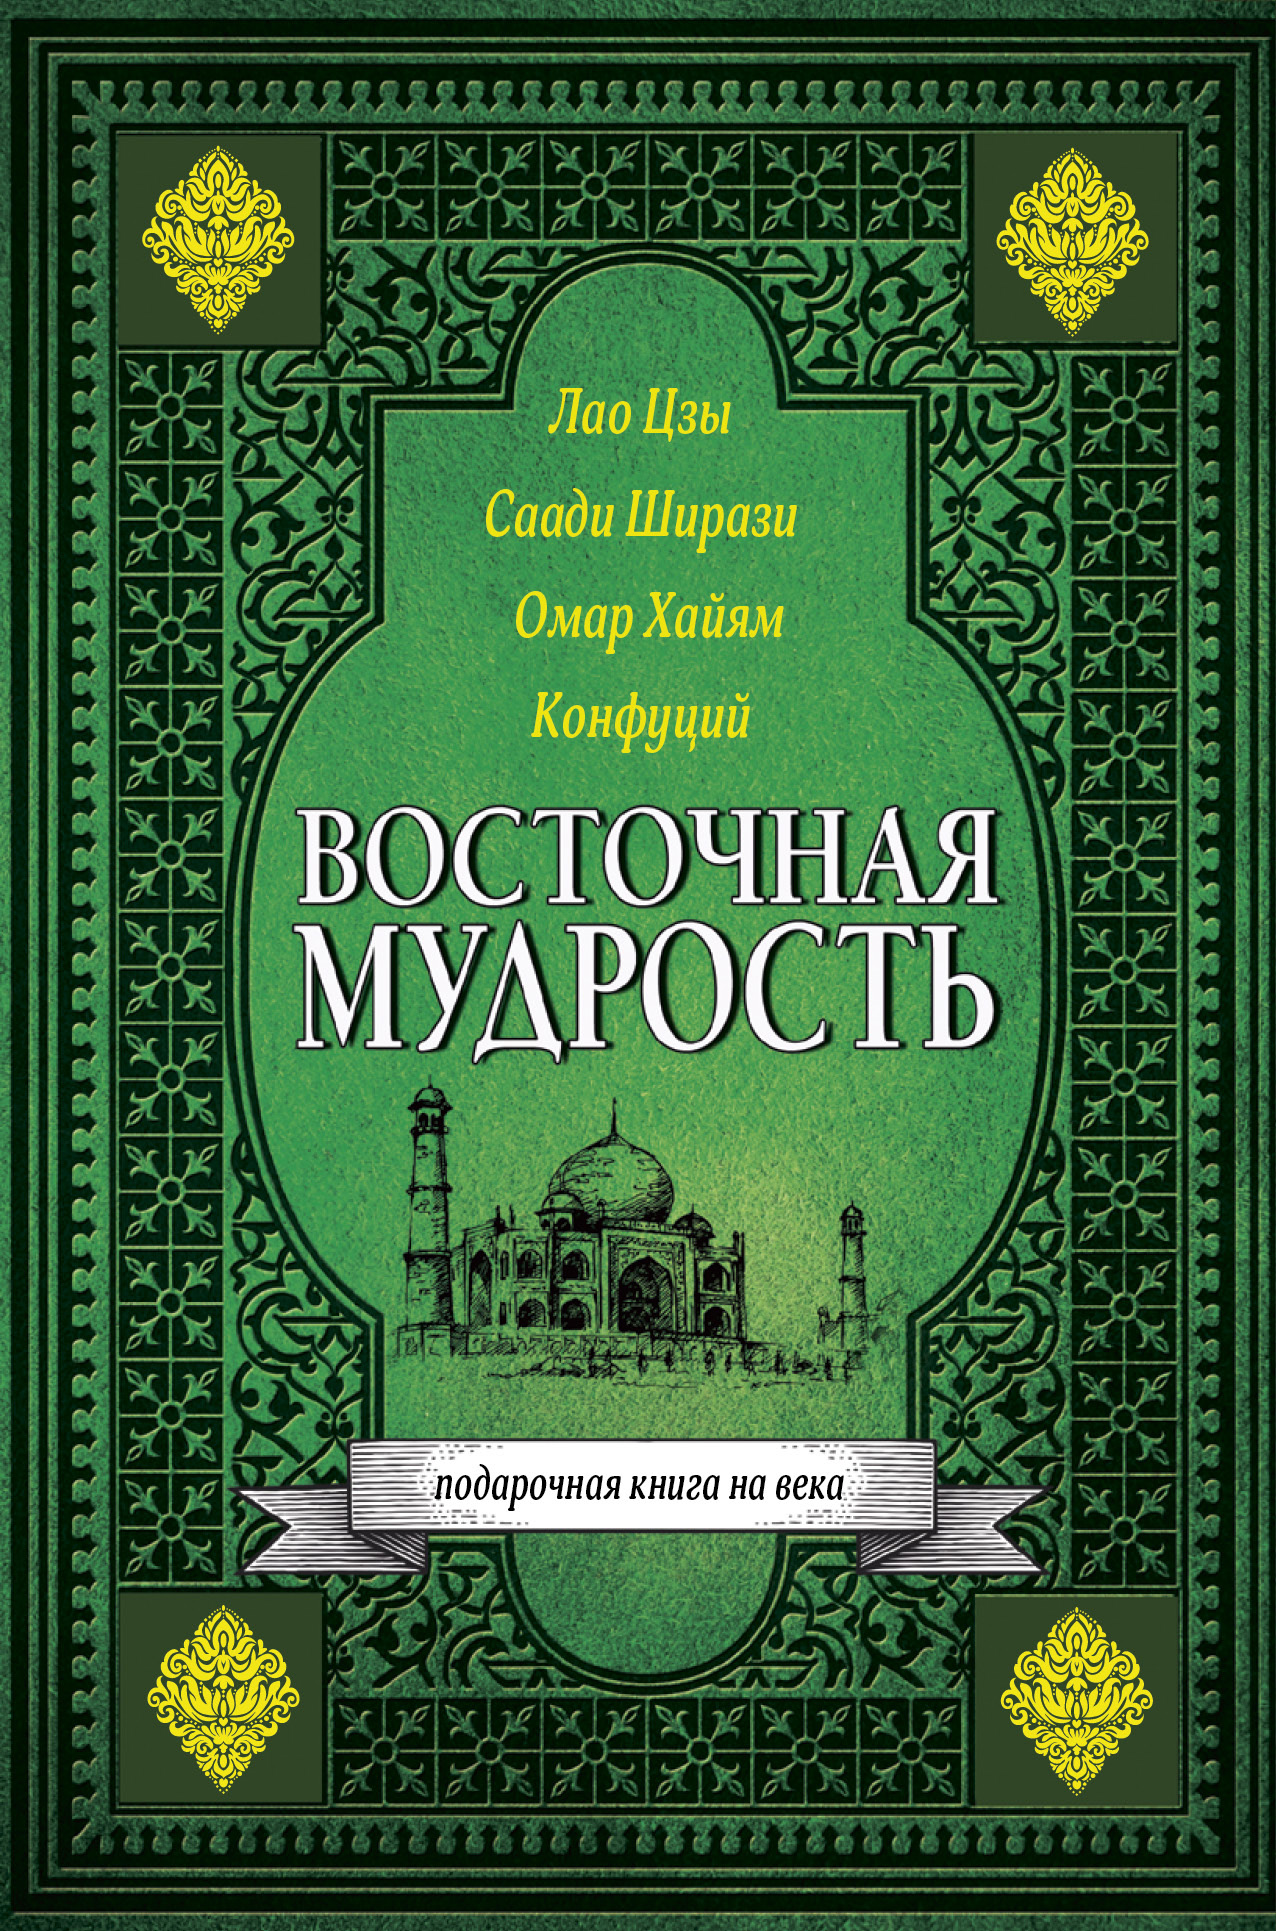 Лао Цзы
Саади Ширази
Омар Хайям
Конфуций
ВОСТОЧНАЯ
МУДРОСТЬ
подарочная книга на века